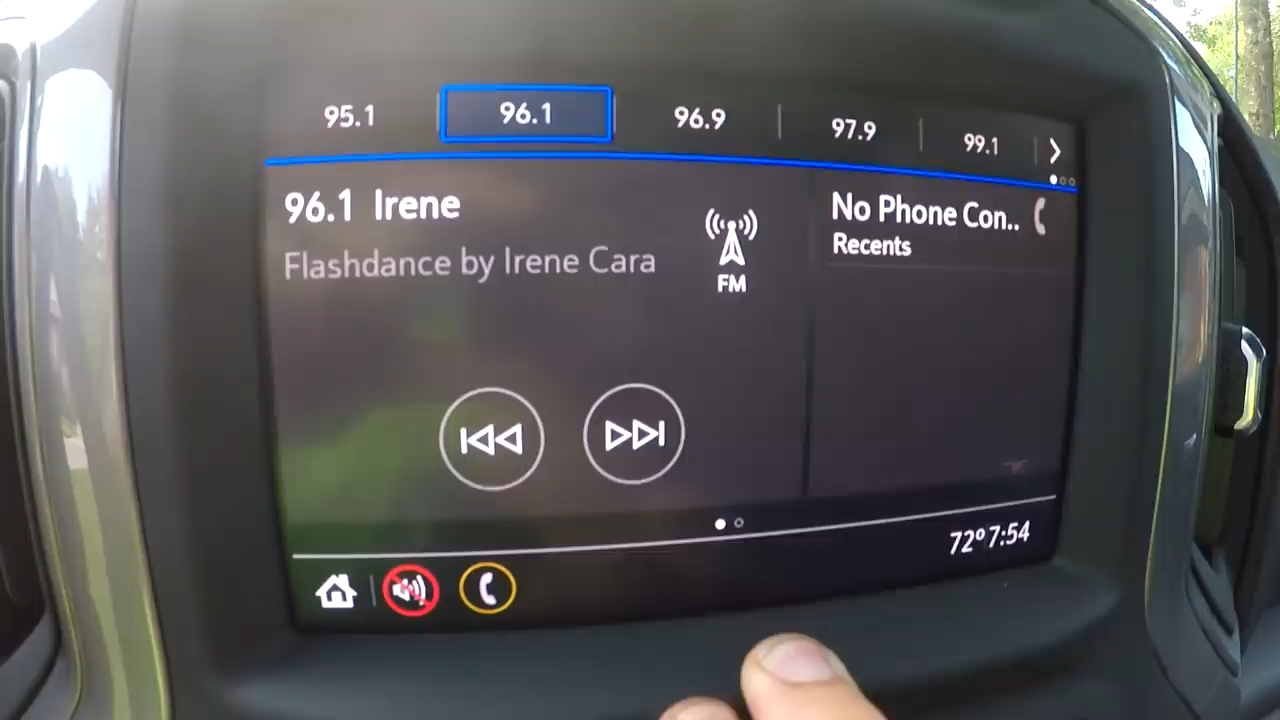 95.1 96.1 96.9 97.9 99.1
96.1 Irene
Flashdance by Irene Cara
FM
No Phone Con..
Recents
72° 7:54